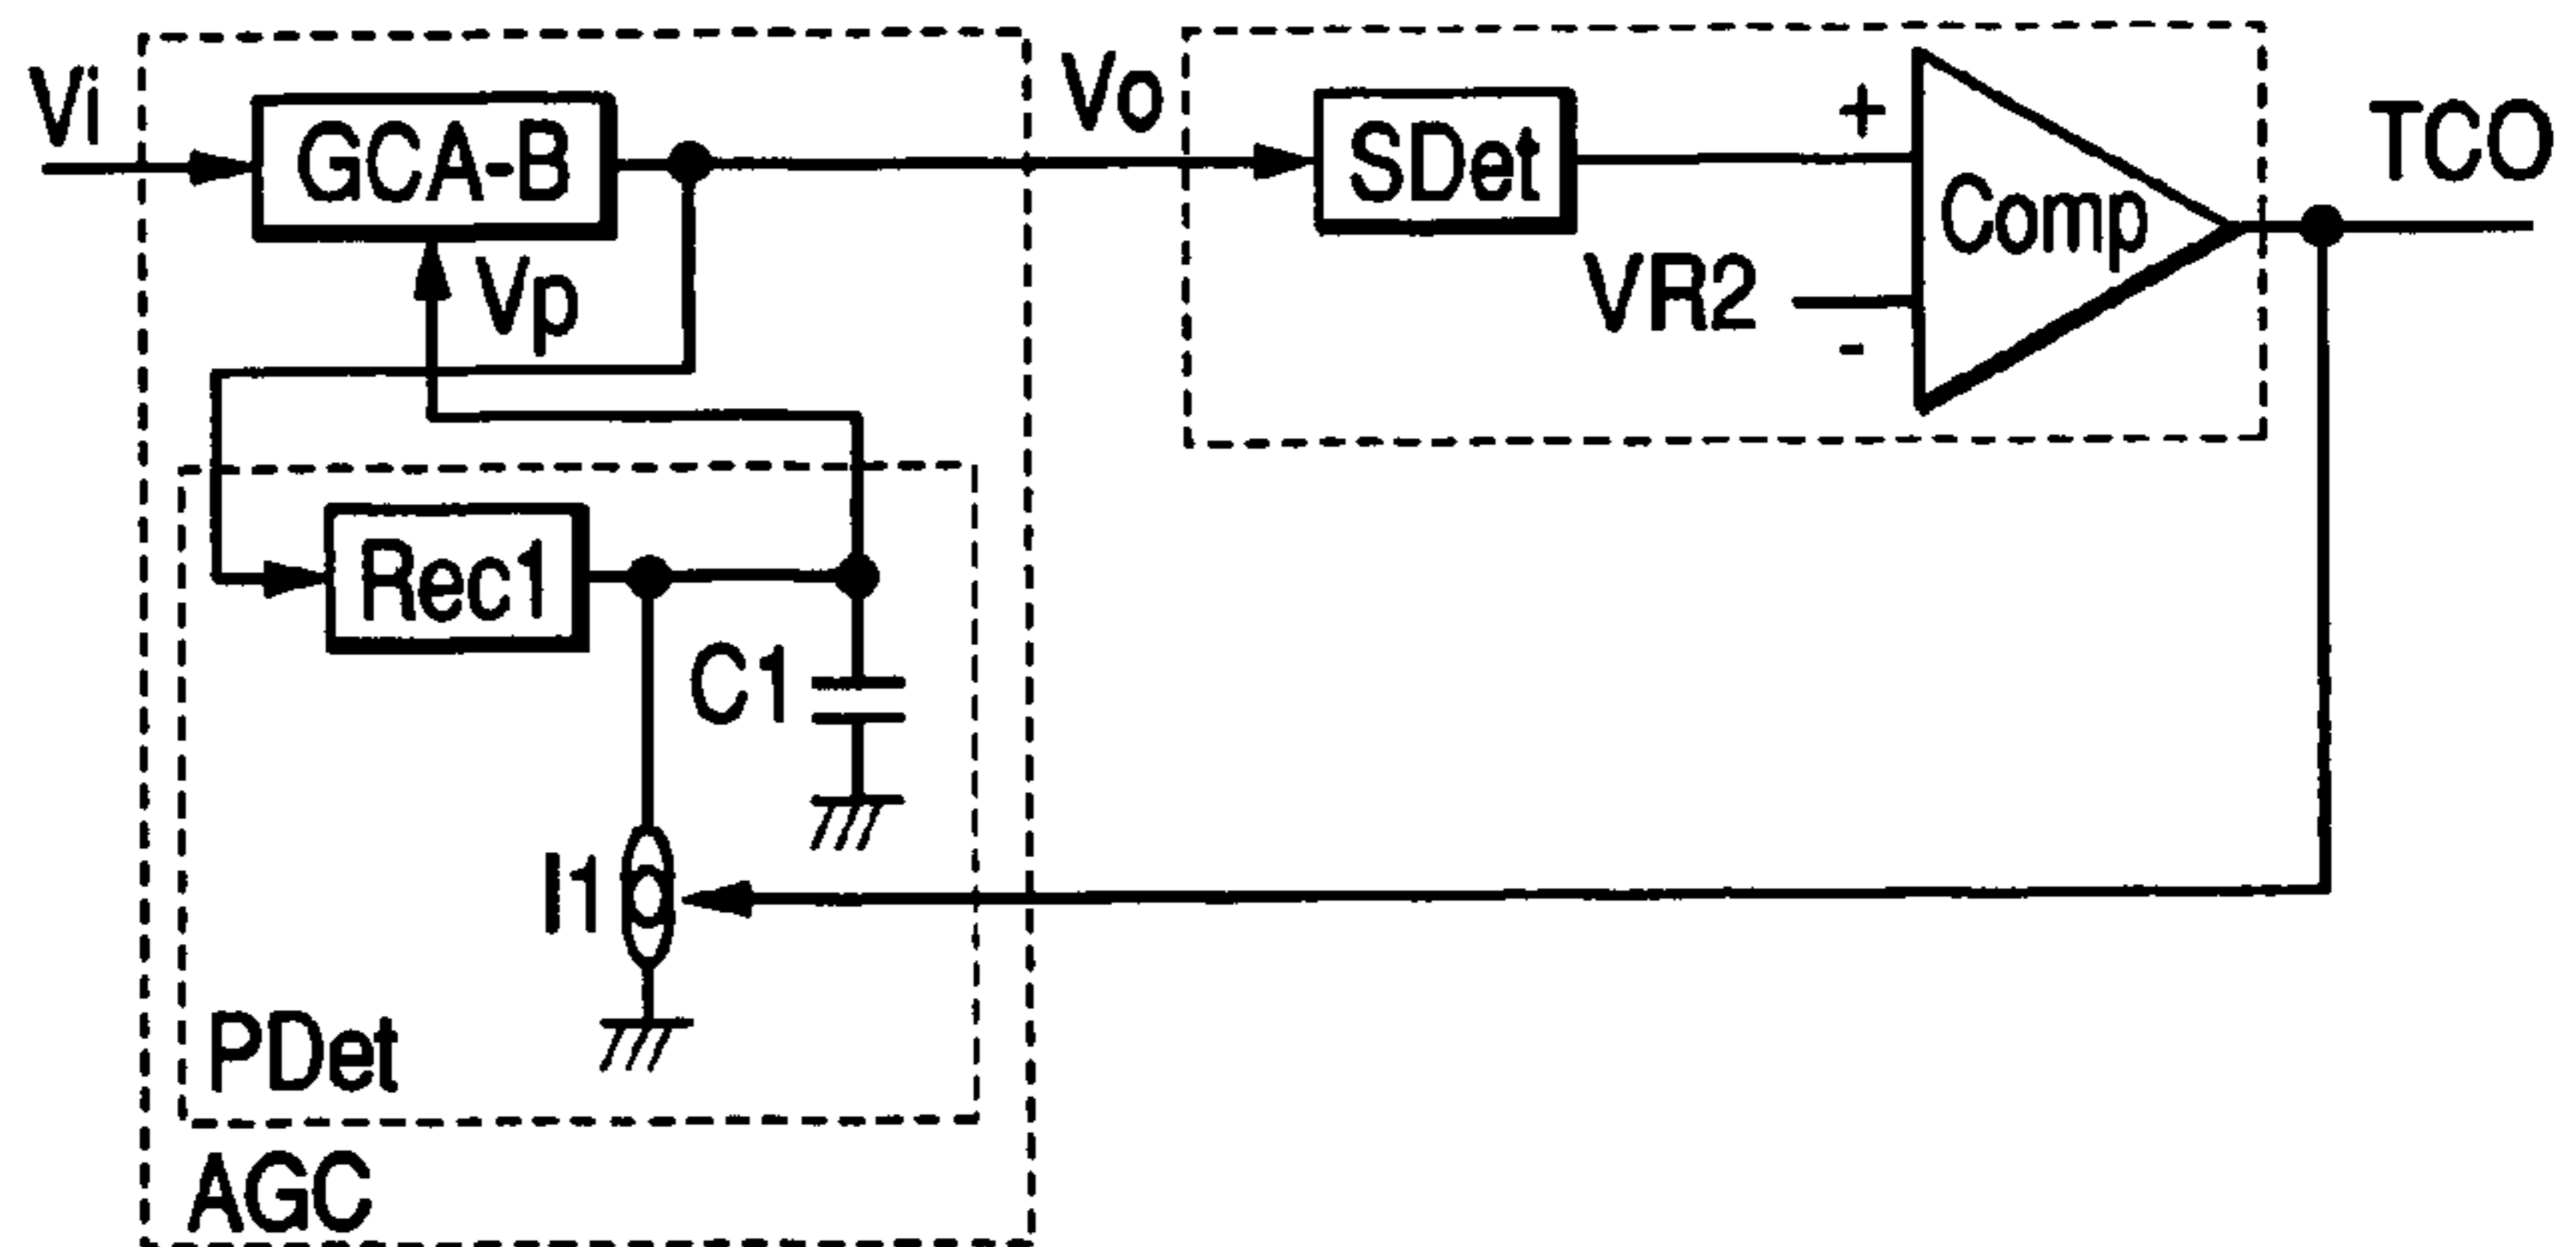 Vi
GCA-B
Vo
SDet
+
Comp
TCO
Vp
VR2
-
Rec1
C1
I1
PDet
AGC